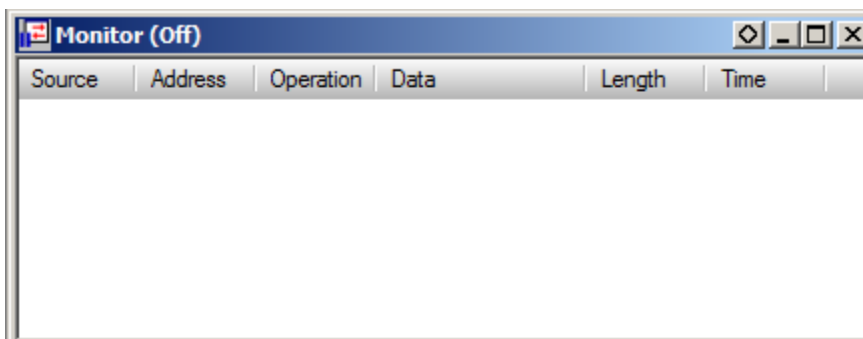 Monitor (Off)
Source Address Operation Data Length Time